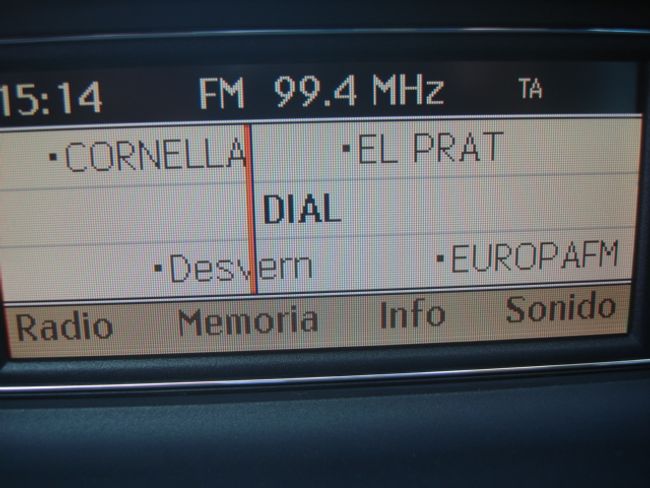 15:14 FM 99.4 MHz TA
·CORNELLA ·EL PRAT
DIAL
·Desvern ·EUROPAFM
Radio Memoria Info Sonido